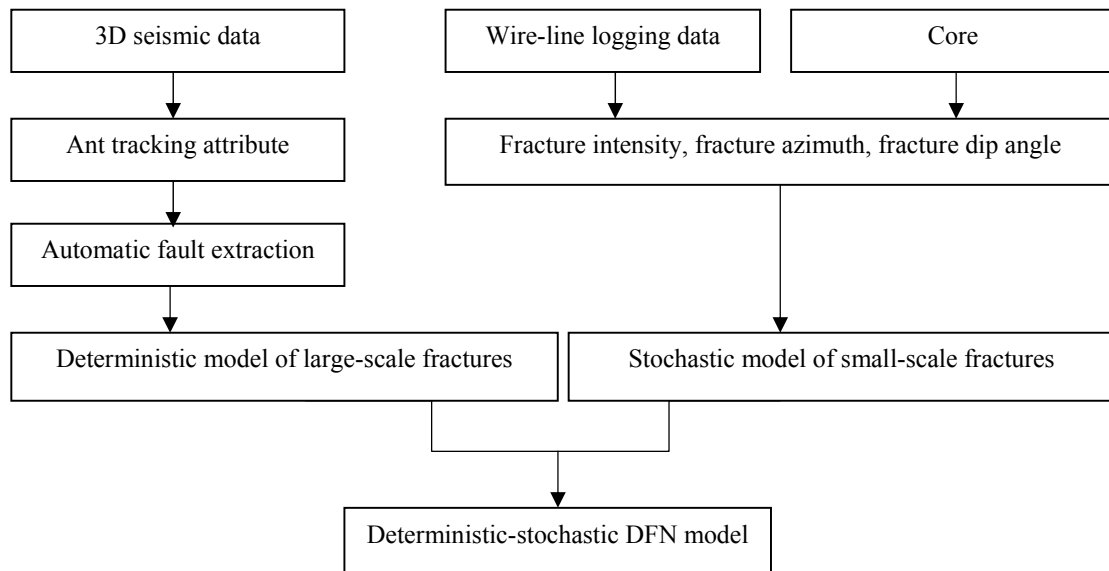 3D seismic data
Wire-line logging data
Core
Ant tracking attribute
Fracture intensity, fracture azimuth, fracture dip angle
Automatic fault extraction
Deterministic model of large-scale fractures
Stochastic model of small-scale fractures
Deterministic-stochastic DFN model